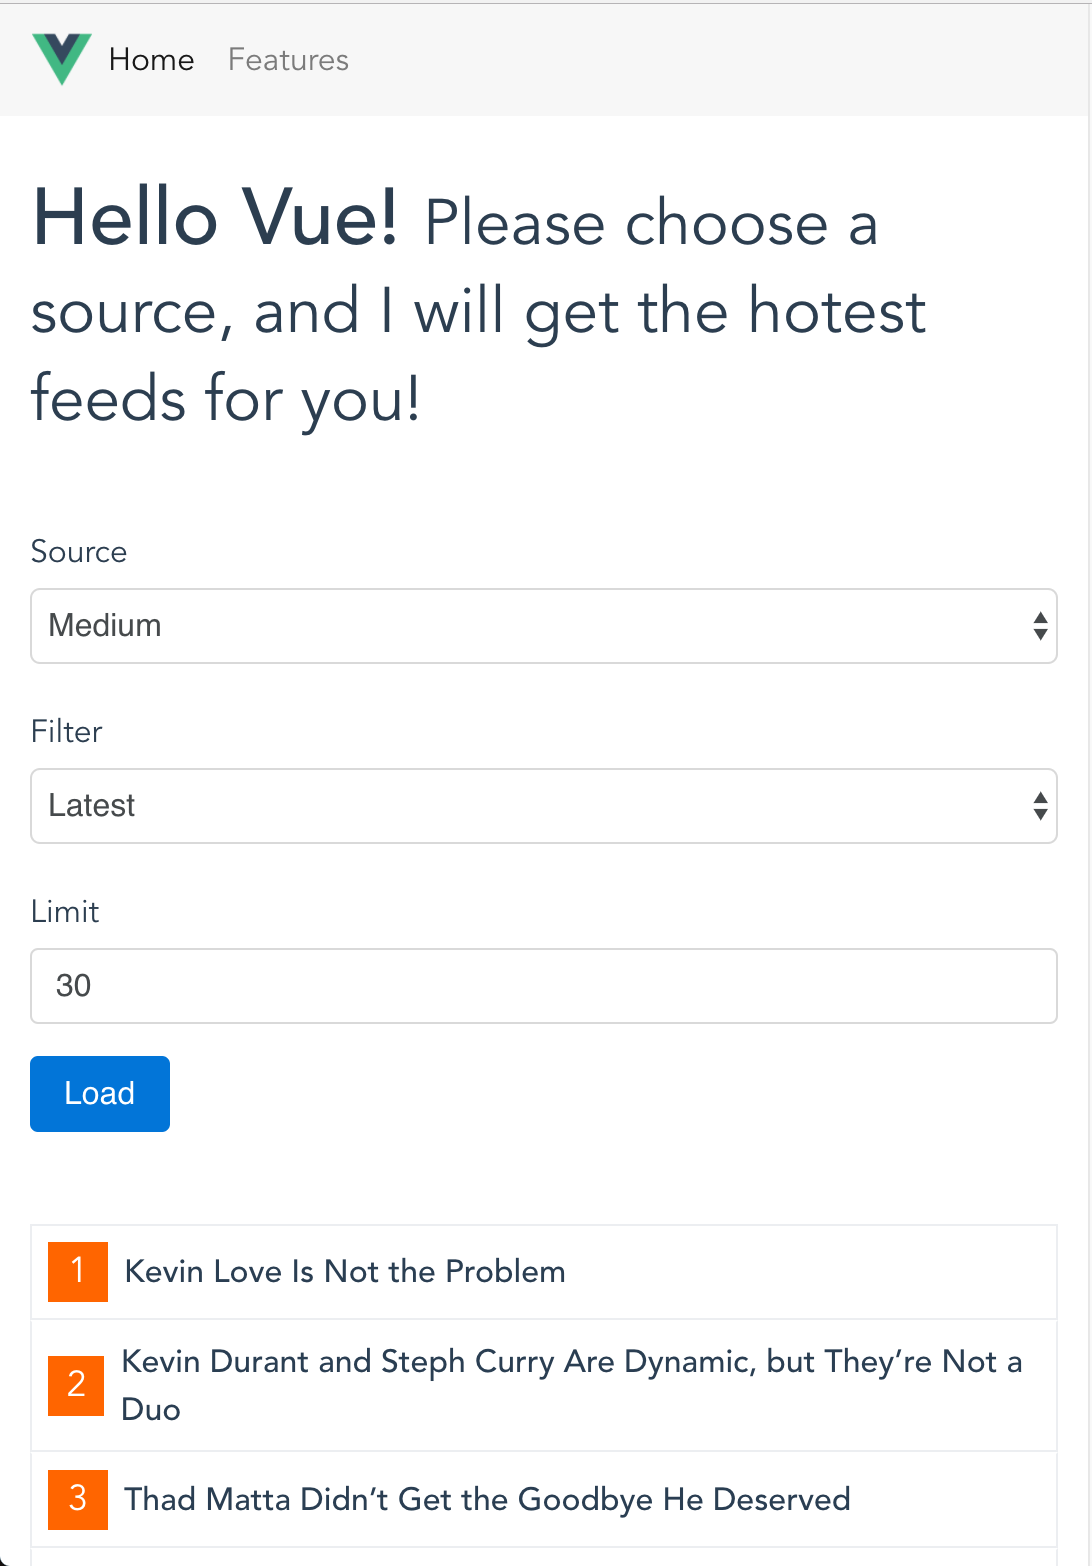 Home Features
Hello Vue! Please choose a
source, and I will get the hotest
feeds for you!
Source
Medium
Filter
Latest
Limit
30
Load
1 Kevin Love Is Not the Problem
2 Kevin Durant and Steph Curry Are Dynamic, but They’re Not a
Duo
3 Thad Matta Didn’t Get the Goodbye He Deserved